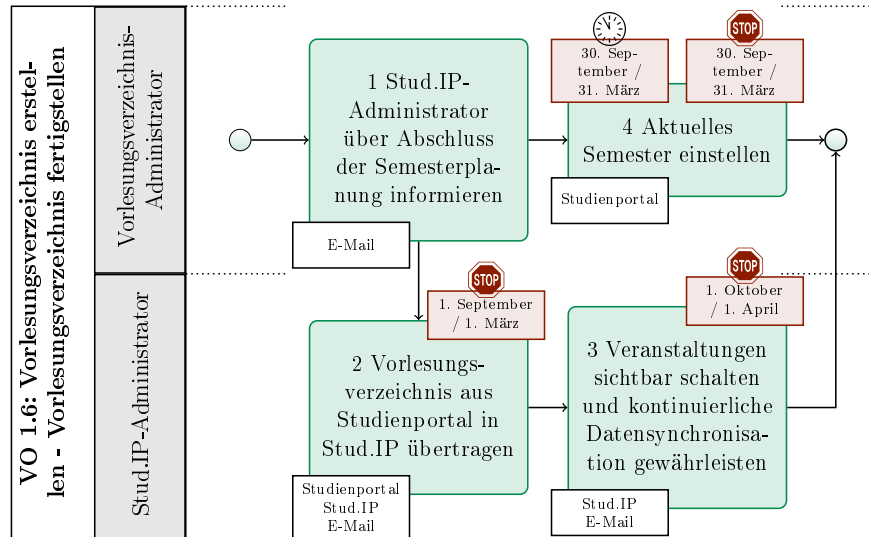 VO 1.6: Vorlesungsverzeichnis erstel-
len - Vorlesungsverzeichnis fertigstellen
Vorlesungsverzeichnis-
Administrator
1 Stud.IP-
Administrator
über Abschluss
der Semesterpla-
nung informieren
E-Mail
30. Sep-
tember /
31. März
STOP
30. Sep-
tember /
31. März
4 Aktuelles
Semester einstellen
Studienportal
Stud.IP-Administrator
STOP
1. September
/ 1. März
2 Vorlesungs-
verzeichnis aus
Studienportal in
Stud.IP übertragen
Studienportal
Stud.IP
E-Mail
STOP
1. Oktober
/ 1. April
3 Veranstaltungen
sichtbar schalten
und kontinuierliche
Datensynchronisa-
tion gewährleisten
Stud.IP
E-Mail